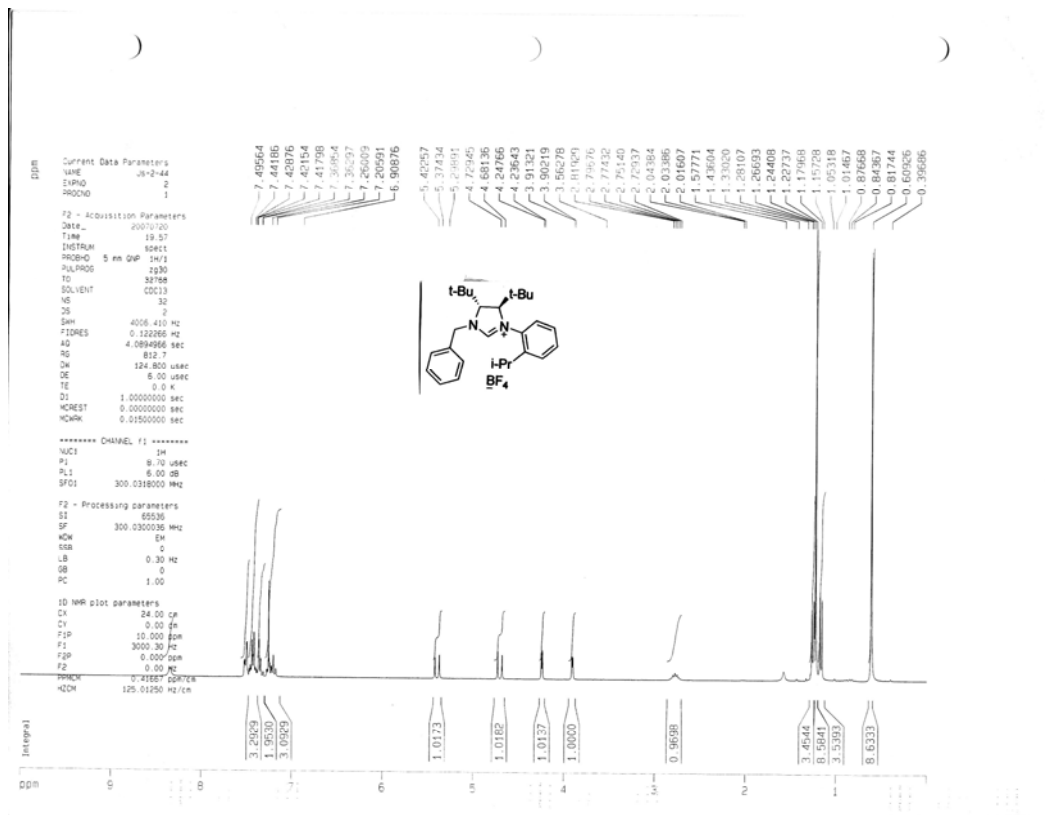 ppm
7.49564
7.44186
7.42876
7.42154
7.41798
7.36854
7.36297
7.26009
7.20591
6.90876
5.42257
5.37434
5.29891
4.72945
4.68136
4.24766
4.23643
3.91321
3.90219
3.56278
2.81929
2.79676
2.77432
2.75140
2.72937
2.04384
2.03386
2.01607
1.57771
1.43604
1.33020
1.28107
1.26693
1.24408
1.22737
1.17968
1.15728
1.05318
1.01467
0.87668
0.84367
0.81744
0.60926
0.39686
Current Data Parameters
NAME Js-2-44
EXPNO 2
PROCNO 1
F2 - Acquisition Parameters
Date_ 20070720
Time 19.57
INSTRUM spect
PROBHD 5 mm QNP 1H/1
PULPROG zg30
TD 32768
SOLVENT CDCl3
NS 32
DS 2
SWH 4006.410 Hz
FIDRES 0.122266 Hz
AQ 4.0894966 sec
RG 812.7
DW 124.800 usec
DE 6.00 usec
TE 0.0 K
D1 1.00000000 sec
MCREST 0.00000000 sec
MCWRK 0.01500000 sec
******** CHANNEL f1 ********
NUC1 1H
P1 8.70 usec
PL1 6.00 dB
SFO1 300.0318000 MHz
F2 - Processing parameters
SI 65536
SF 300.0300036 MHz
WDW EM
SSB 0
LB 0.30 Hz
GB 0
PC 1.00
1D NMR plot parameters
CX 24.00 cm
CY 0.00 cm
F1P 10.000 ppm
F1 3000.30 Hz
F2P 0.000 ppm
F2 0.00 Hz
PPMCM 0.41667 ppm/cm
HZCM 125.01250 Hz/cm
t-Bu t-Bu
N N
+
i-Pr
BF4
Integral
3.2929
1.9530
3.0929
1.0173
1.0182
1.0137
1.0000
0.9698
3.4544
8.5841
3.5393
8.6333
ppm 9 8 7 6 5 4 3 2 1